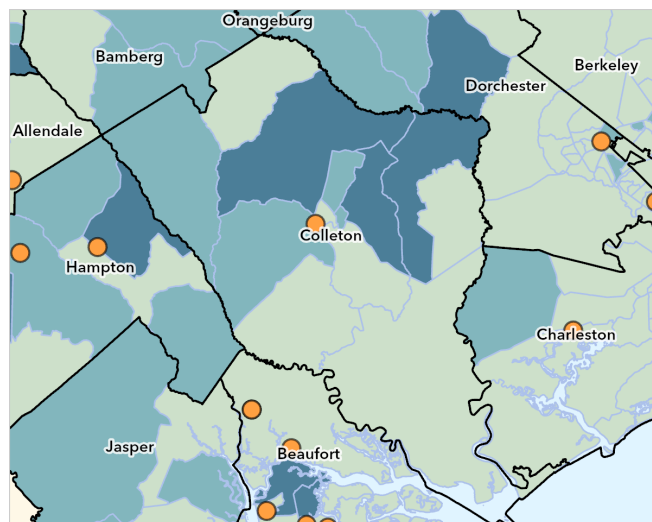 Orangeburg
Bamberg
Berkeley
Dorchester
Allendale
Colleton
Hampton
Charleston
Jasper
Beaufort